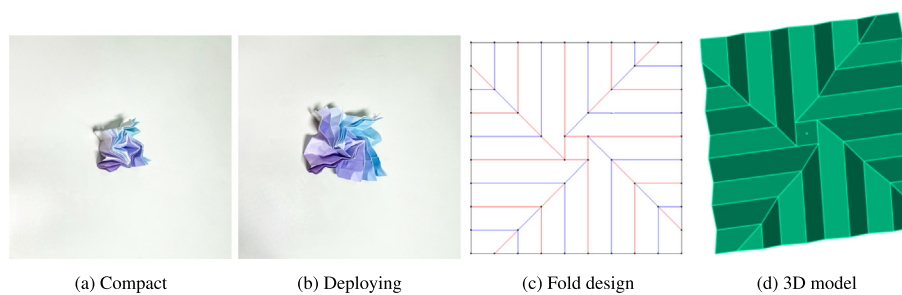 (a) Compact
(b) Deploying
(c) Fold design
(d) 3D model